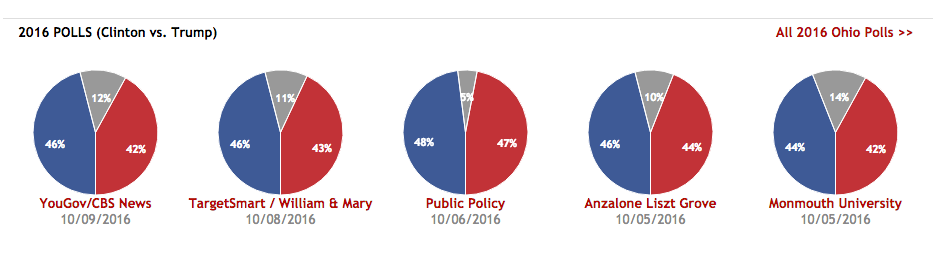 2016 POLLS (Clinton vs. Trump)
All 2016 Ohio Polls >>
12%
46%
42%
YouGov/CBS News
10/09/2016
11%
46%
43%
TargetSmart / William & Mary
10/08/2016
5%
48%
47%
Public Policy
10/06/2016
10%
46%
44%
Anzalone Liszt Grove
10/05/2016
14%
44%
42%
Monmouth University
10/05/2016